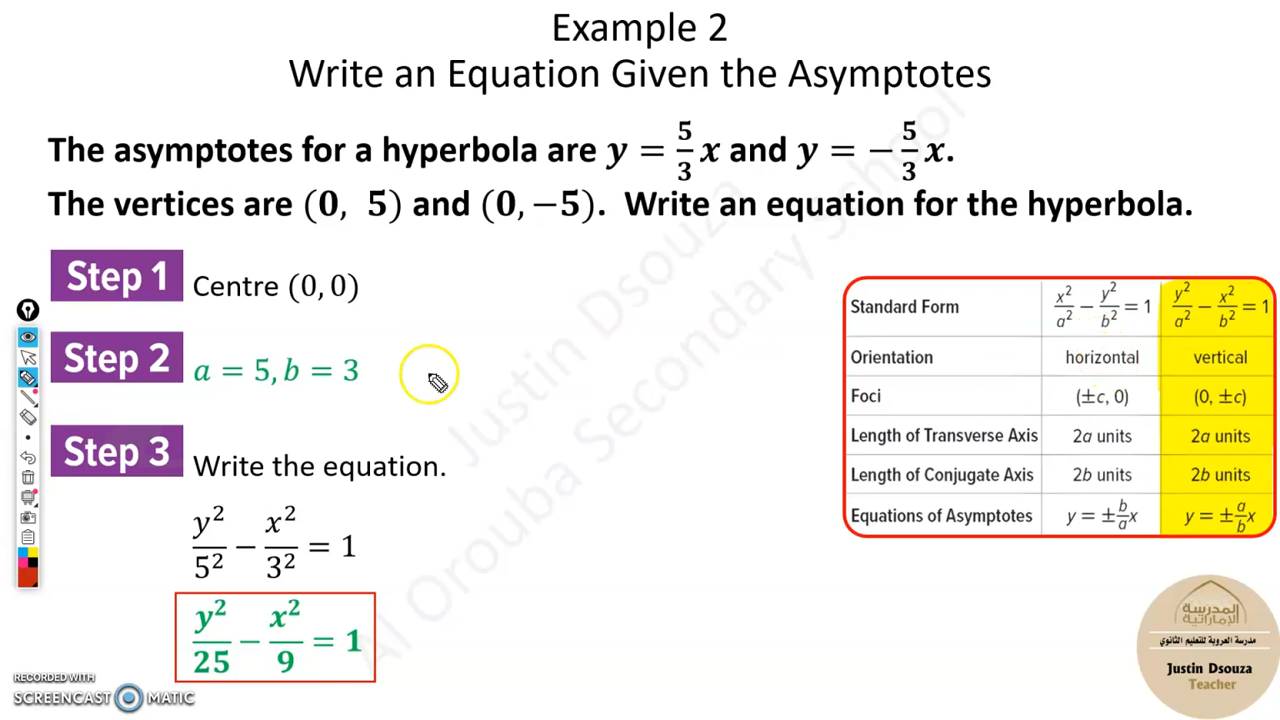 Example 2
Write an Equation Given the Asymptotes
The asymptotes for a hyperbola are y = 5/3 x and y = − 5/3 x.
The vertices are (0, 5) and (0, −5). Write an equation for the hyperbola.
Step 1 Centre (0, 0)
Step 2 a = 5, b = 3
Step 3 Write the equation.
y²/5² − x²/3² = 1
y²/25 − x²/9 = 1
Standard Form x²/a² − y²/b² = 1 y²/a² − x²/b² = 1
Orientation horizontal vertical
Foci (±c, 0) (0, ±c)
Length of Transverse Axis 2a units 2a units
Length of Conjugate Axis 2b units 2b units
Equations of Asymptotes y = ± b/a x y = ± a/b x
Justin Dsouza
Al Orouba Secondary School
المدرسة
الإماراتية
مدرسة العروبة للتعليم الثانوي
Justin Dsouza
Teacher
RECORDED WITH
SCREENCAST MATIC